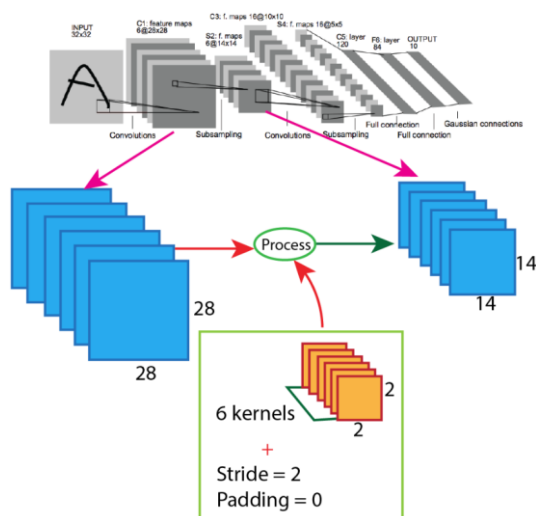 INPUT
32x32
C1: feature maps
6@28x28
S2: f. maps
6@14x14
C3: f. maps 16@10x10
S4: f. maps 16@5x5
C5: layer
120
F6: layer
84
OUTPUT
10
Convolutions
Subsampling
Convolutions
Subsampling
Full connection
Full connection
Gaussian connections
A
Process
28
28
14
14
6 kernels
2
2
+
Stride = 2
Padding = 0